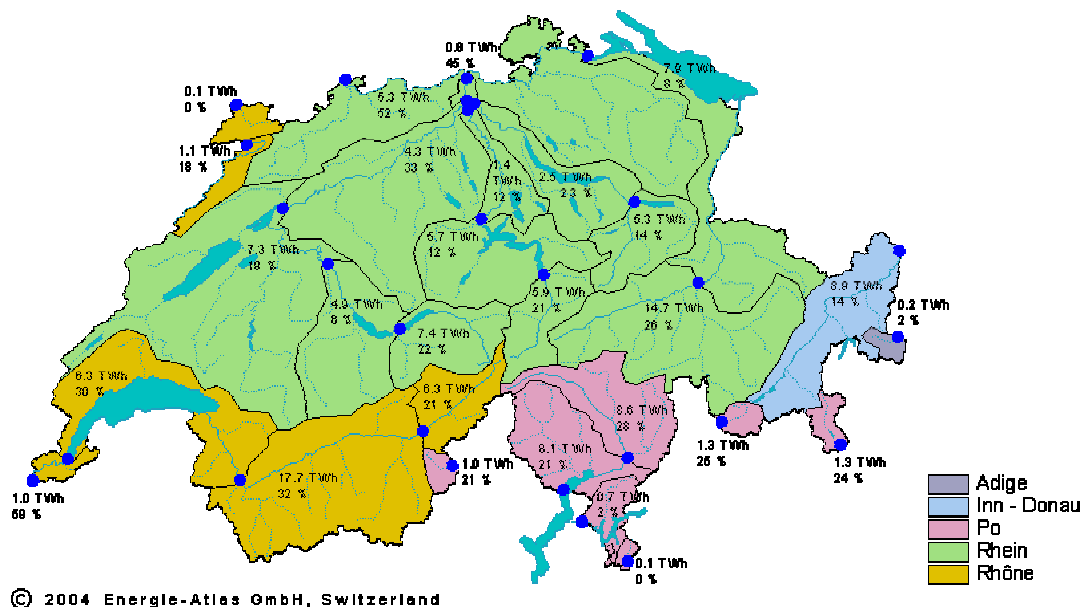 0.8 TWh
45 %
7.9 TWh
8 %
0.1 TWh
0 %
5.3 TWh
52 %
1.1 TWh
18 %
4.3 TWh
33 %
1.4
TWh
12 %
2.5 TWh
23 %
5.3 TWh
14 %
5.7 TWh
12 %
7.3 TWh
18 %
5.9 TWh
21 %
14.7 TWh
26 %
8.9 TWh
14 %
0.2 TWh
2 %
4.9 TWh
8 %
7.4 TWh
22 %
6.3 TWh
30 %
6.3 TWh
21 %
8.6 TWh
28 %
1.3 TWh
26 %
8.1 TWh
21 %
1.3 TWh
24 %
1.0 TWh
59 %
17.7 TWh
32 %
1.0 TWh
21 %
0.7 TWh
2 %
0.1 TWh
0 %
Adige
Inn - Donau
Po
Rhein
Rhône
© 2004 Energie-Atlas GmbH, Switzerland